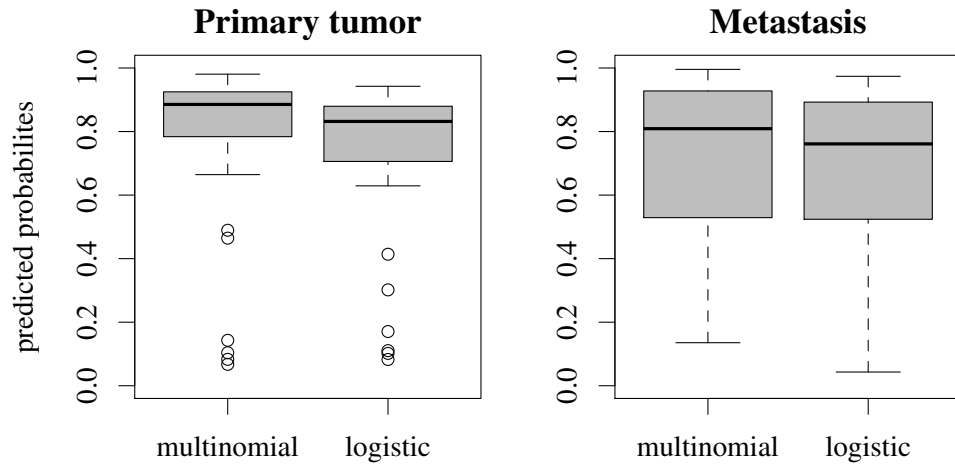 Primary tumor
Metastasis
predicted probabilites
1.0
0.8
0.6
0.4
0.2
0.0
multinomial logistic
1.0
0.8
0.6
0.4
0.2
0.0
multinomial logistic